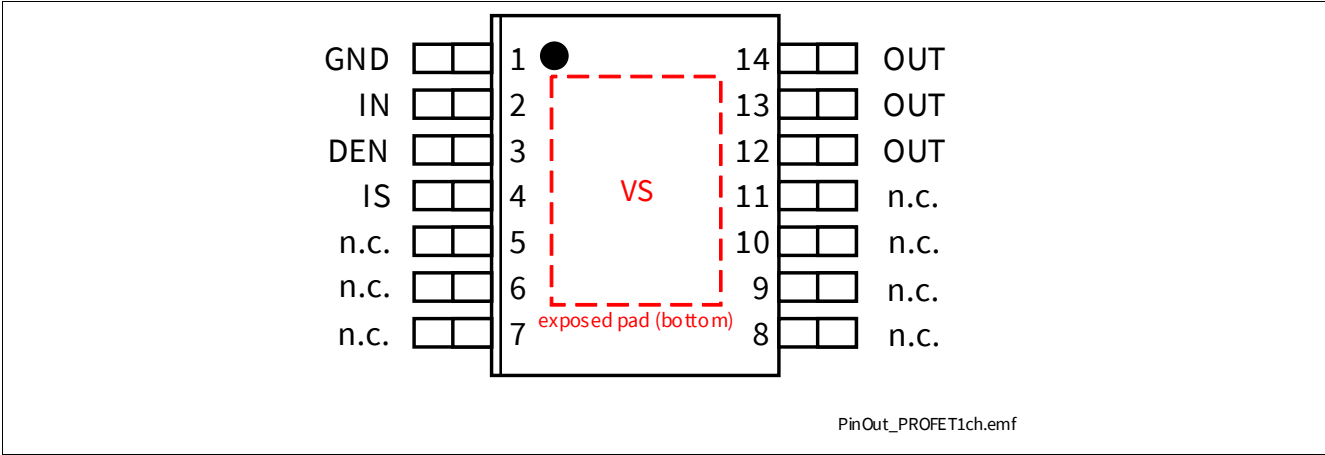 GND 1 14 OUT
IN 2 13 OUT
DEN 3 12 OUT
IS 4 VS 11 n.c.
n.c. 5 10 n.c.
n.c. 6 9 n.c.
exposed pad (bottom)
n.c. 7 8 n.c.
PinOut_PROFET1ch.emf